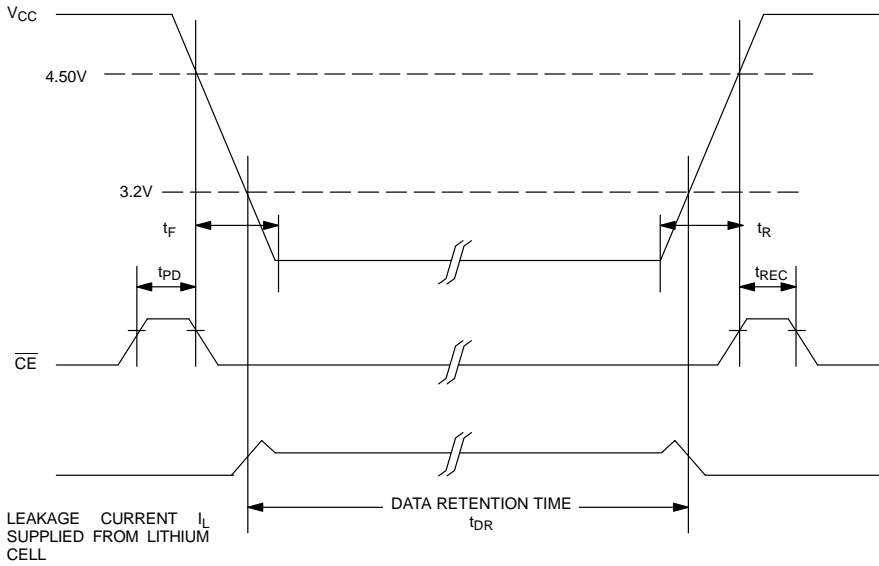 VCC
4.50V
3.2V
tF
tR
tPD
tREC
CE
DATA RETENTION TIME
tDR
LEAKAGE CURRENT IL
SUPPLIED FROM LITHIUM
CELL